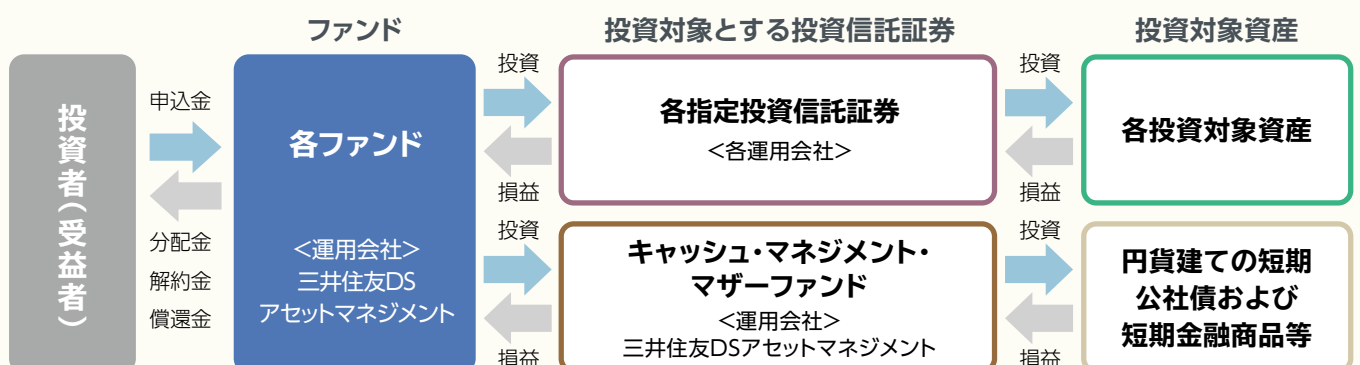 ファンド
投資対象とする投資信託証券
投資対象資産
投資者(受益者)
申込金
分配金
解約金
償還金
各ファンド
<運用会社>
三井住友DS
アセットマネジメント
投資
損益
各指定投資信託証券
<各運用会社>
投資
損益
各投資対象資産
投資
損益
キャッシュ・マネジメント・
マザーファンド
<運用会社>
三井住友DSアセットマネジメント
投資
損益
円貨建ての短期
公社債および
短期金融商品等